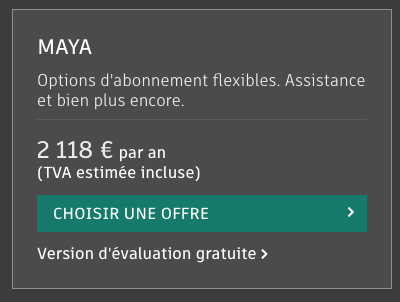 MAYA
Options d'abonnement flexibles. Assistance
et bien plus encore.
2 118 € par an
(TVA estimée incluse)
CHOISIR UNE OFFRE
Version d'évaluation gratuite